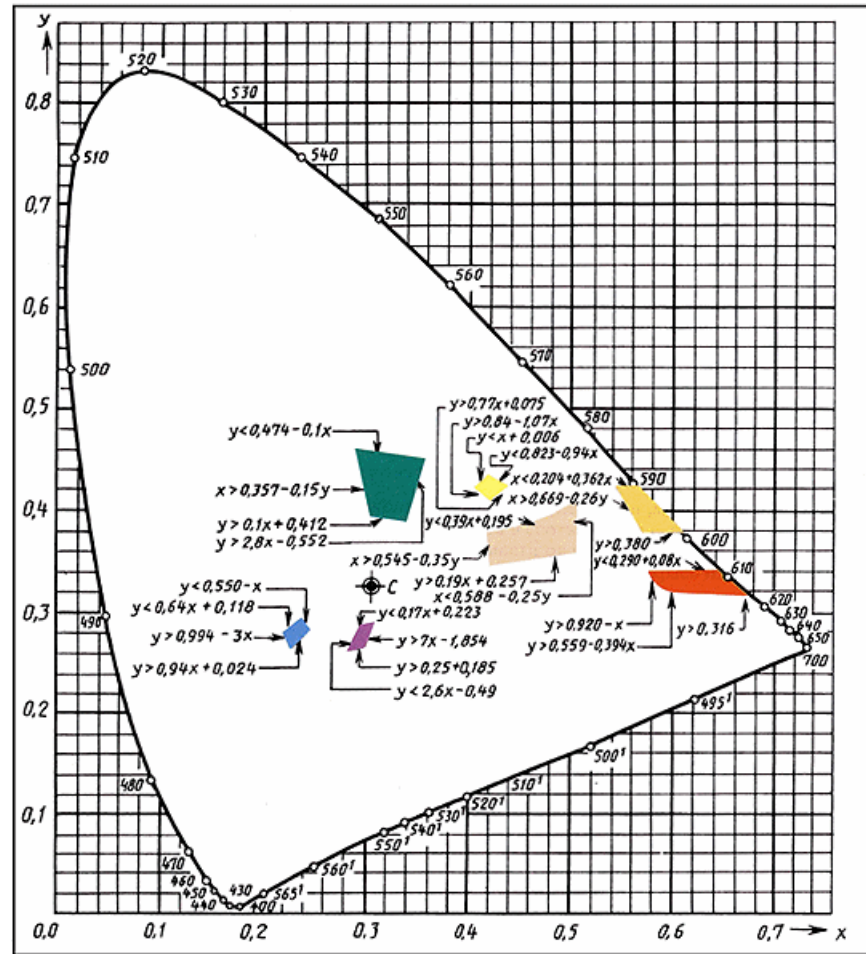 y
520
0,8
530
510
540
0,7
550
560
0,6
500
570
0,5
y>0,77x+0,075
y>0,84-1,07x
580
y<0,474-0,1x
y<x+0,006
y<0,823-0,94x
x<0,204+0,362x
590
x>0,357-0,15y
x>0,669-0,26y
0,4
y>0,1x+0,412
y<0,39x+0,195
y>2,8x-0,552
y>0,380
600
y<0,290+0,08x
x>0,545-0,35y
610
y<0,550-x
C
y>0,19x+0,257
x<0,588-0,25y
0,3
490
y<0,64x+0,118
y<0,17x+0,223
620
630
y>0,994-3x
y>7x-1,854
y>0,920-x
y>0,316
640
y>0,559-0,394x
650
y>0,94x+0,024
y>0,25+0,185
700
y<2,6x-0,49
0,2
495¹
500¹
480
510¹
0,1
520¹
530¹
540¹
550¹
470
560¹
460
450
430
565¹
440
400
0
0,0
0,1
0,2
0,3
0,4
0,5
0,6
0,7
x